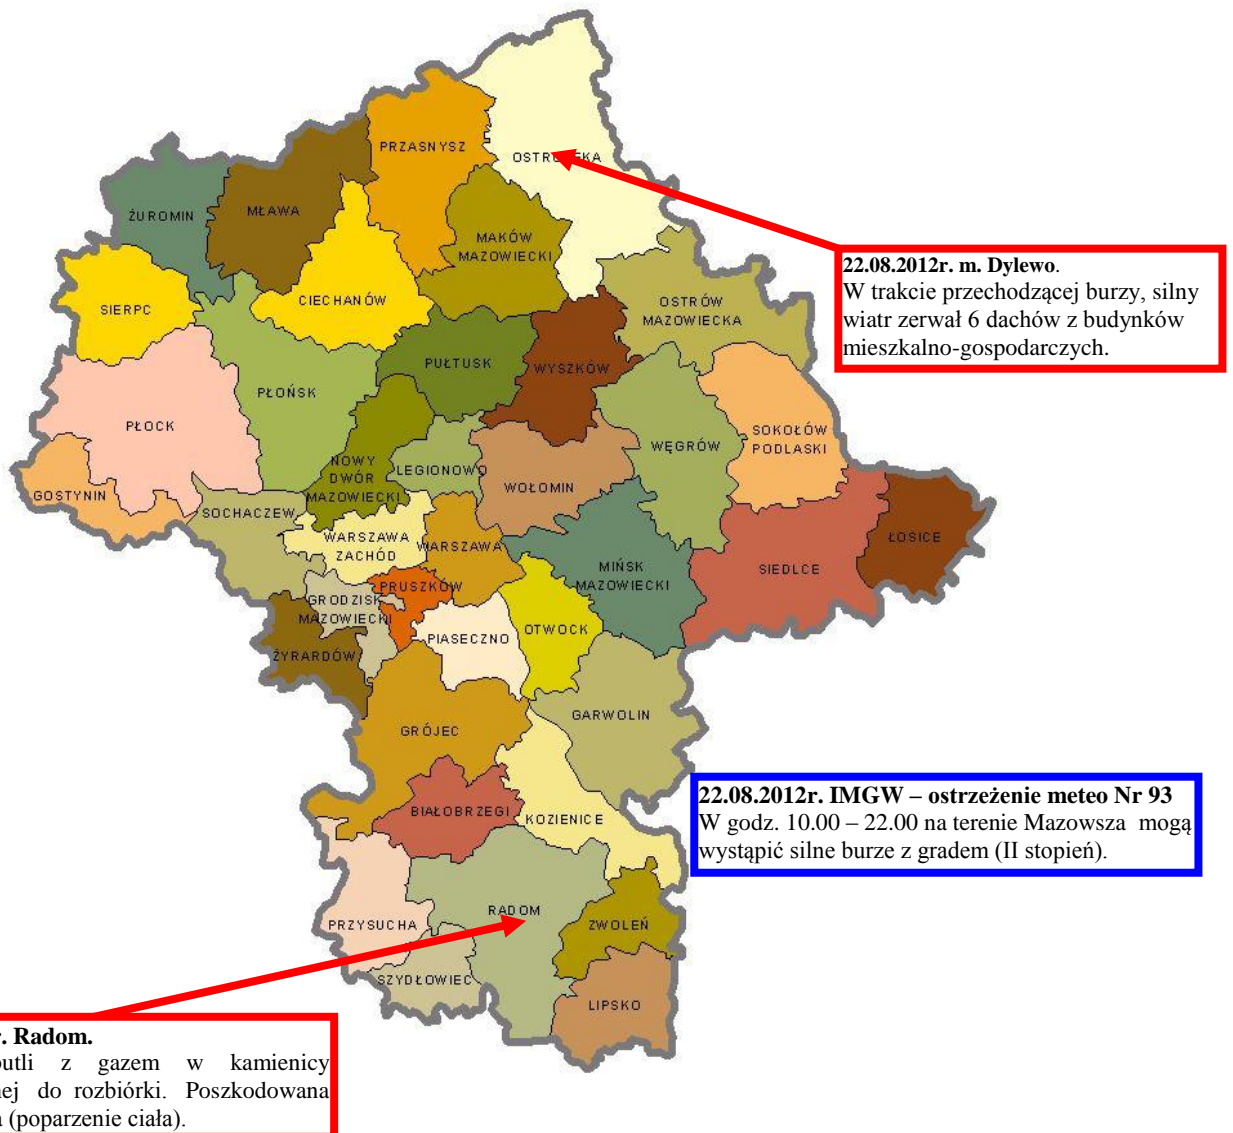 PRZASNYSZ
OSTROŁĘKA
ŻUROMIN
MŁAWA
MAKÓW
MAZOWIECKI
22.08.2012r. m. Dylewo.
W trakcie przechodzącej burzy, silny
wiatr zerwał 6 dachów z budynków
mieszkalno-gospodarczych.
SIERPC
CIECHANÓW
OSTRÓW
MAZOWIECKA
PUŁTUSK
WYSZKÓW
PŁOŃSK
PŁOCK
SOKOŁÓW
PODLASKI
WĘGRÓW
NOWY
DWÓR
MAZOWIECKI
LEGIONOWO
WOŁOMIN
GOSTYNIN
SOCHACZEW
WARSZAWA
ZACHÓD
WARSZAWA
MIŃSK
MAZOWIECKI
SIEDLCE
ŁOSICE
PRUSZKÓW
GRODZISK
MAZOWIECKI
PIASECZNO
OTWOCK
ŻYRARDÓW
GARWOLIN
GRÓJEC
22.08.2012r. IMGW – ostrzeżenie meteo Nr 93
W godz. 10.00 – 22.00 na terenie Mazowsza mogą
wystąpić silne burze z gradem (II stopień).
BIAŁOBRZEGI
KOZIENICE
RADOM
PRZYSUCHA
ZWOLEŃ
SZYDŁOWIEC
LIPSKO
r. Radom.
z gazem w kamienicy
do rozbiórki. Poszkodowana
(poparzenie ciała).